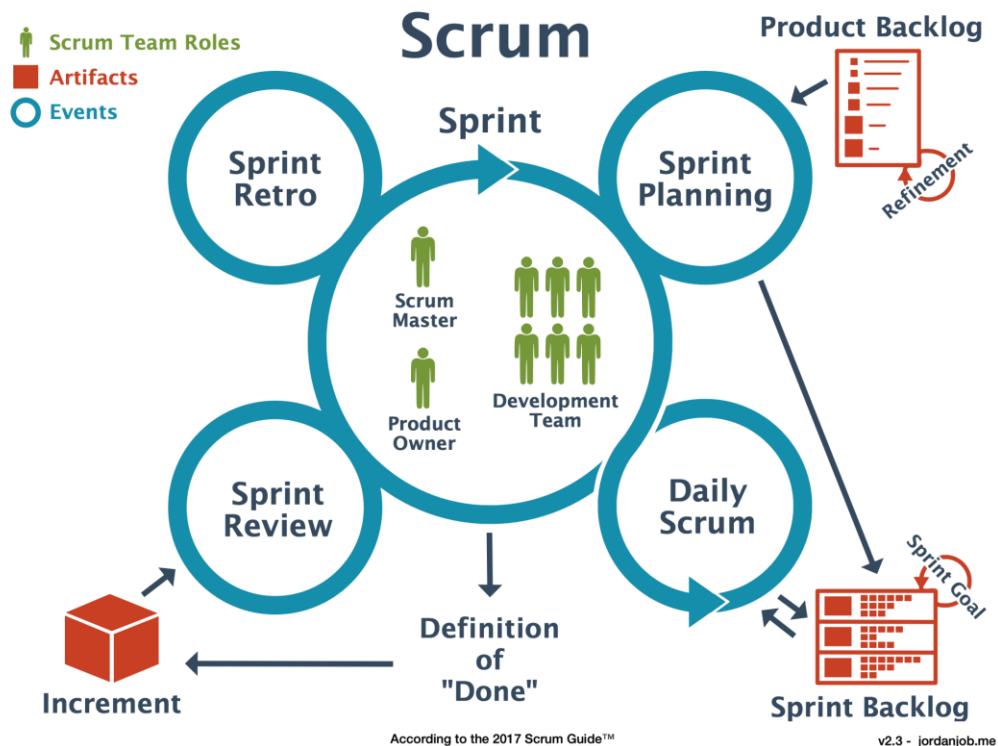 Scrum
Scrum Team Roles
Artifacts
Events
Product Backlog
Refinement
Sprint
Sprint
Retro
Sprint
Planning
Scrum
Master
Product
Owner
Development
Team
Sprint
Review
Daily
Scrum
Sprint Goal
Definition
of
"Done"
Increment
Sprint Backlog
According to the 2017 Scrum Guide™
v2.3 - jordanjob.me